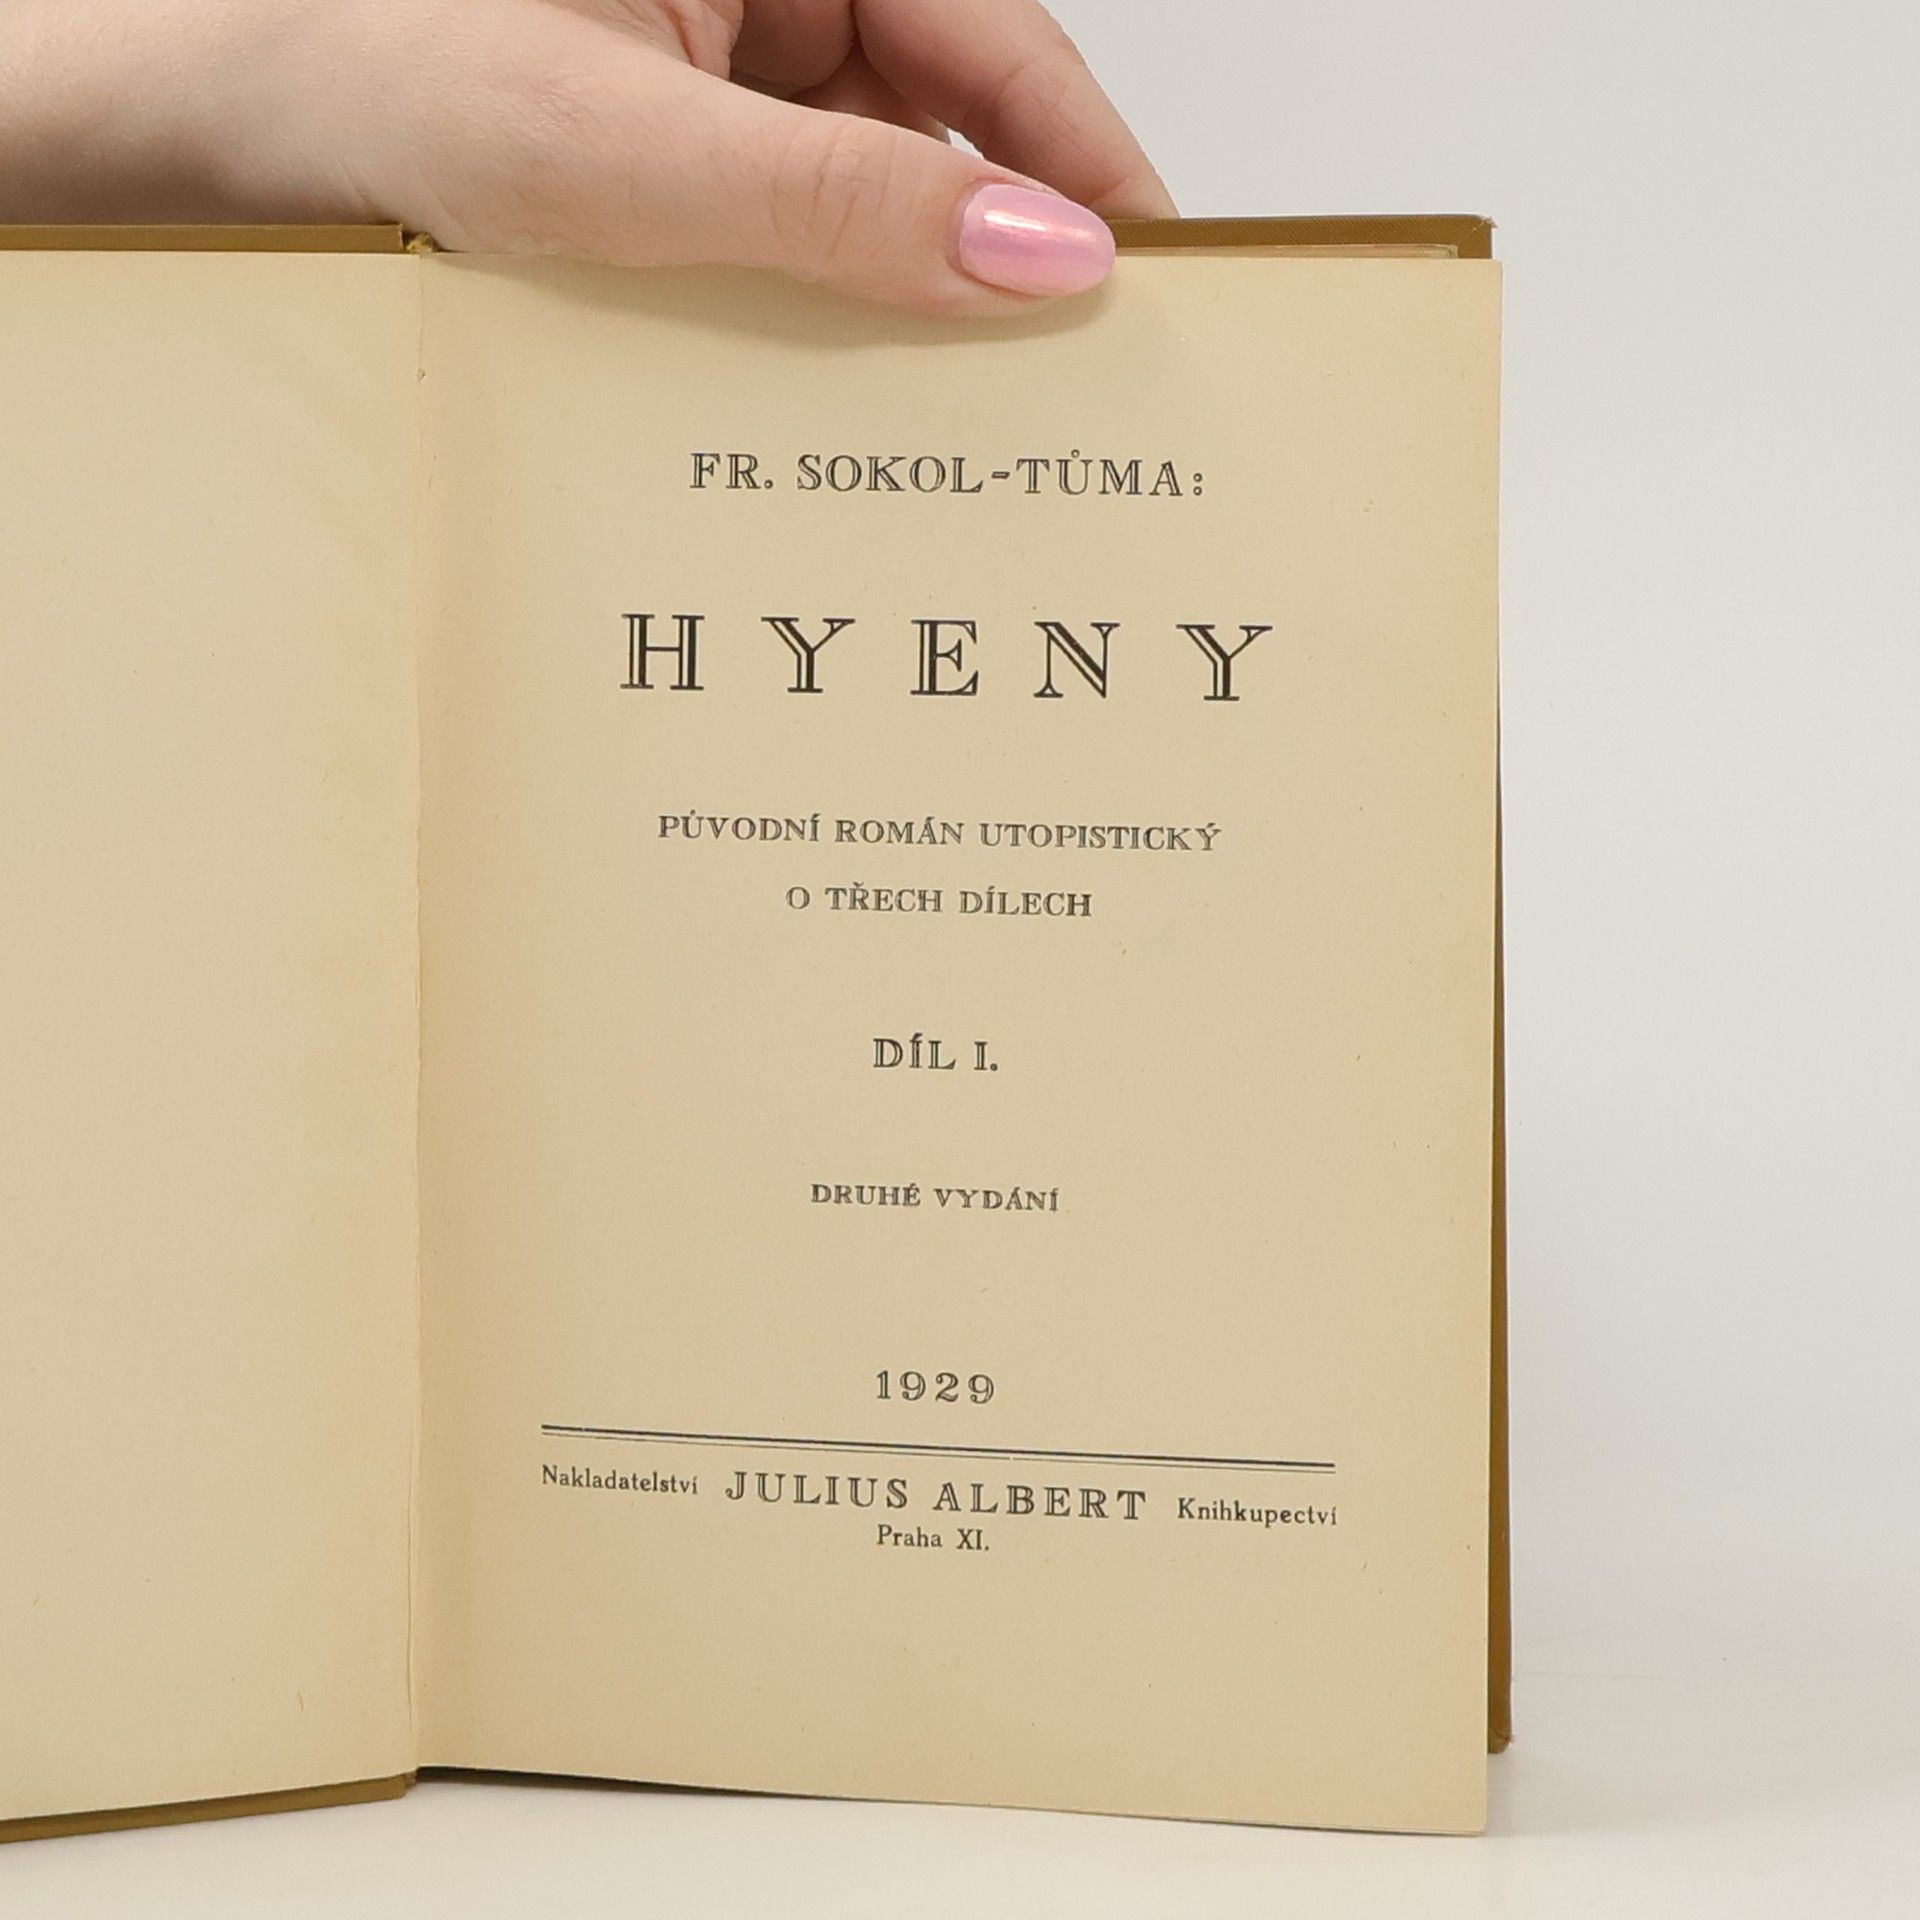 FR. SOKOL-TŮMA:
HYENY
PŮVODNÍ ROMÁN UTOPISTICKÝ
O TŘECH DÍLECH
DÍL I.
DRUHÉ VYDÁNÍ
1929
Nakladatelství JULIUS ALBERT Knihkupectví
Praha XI.